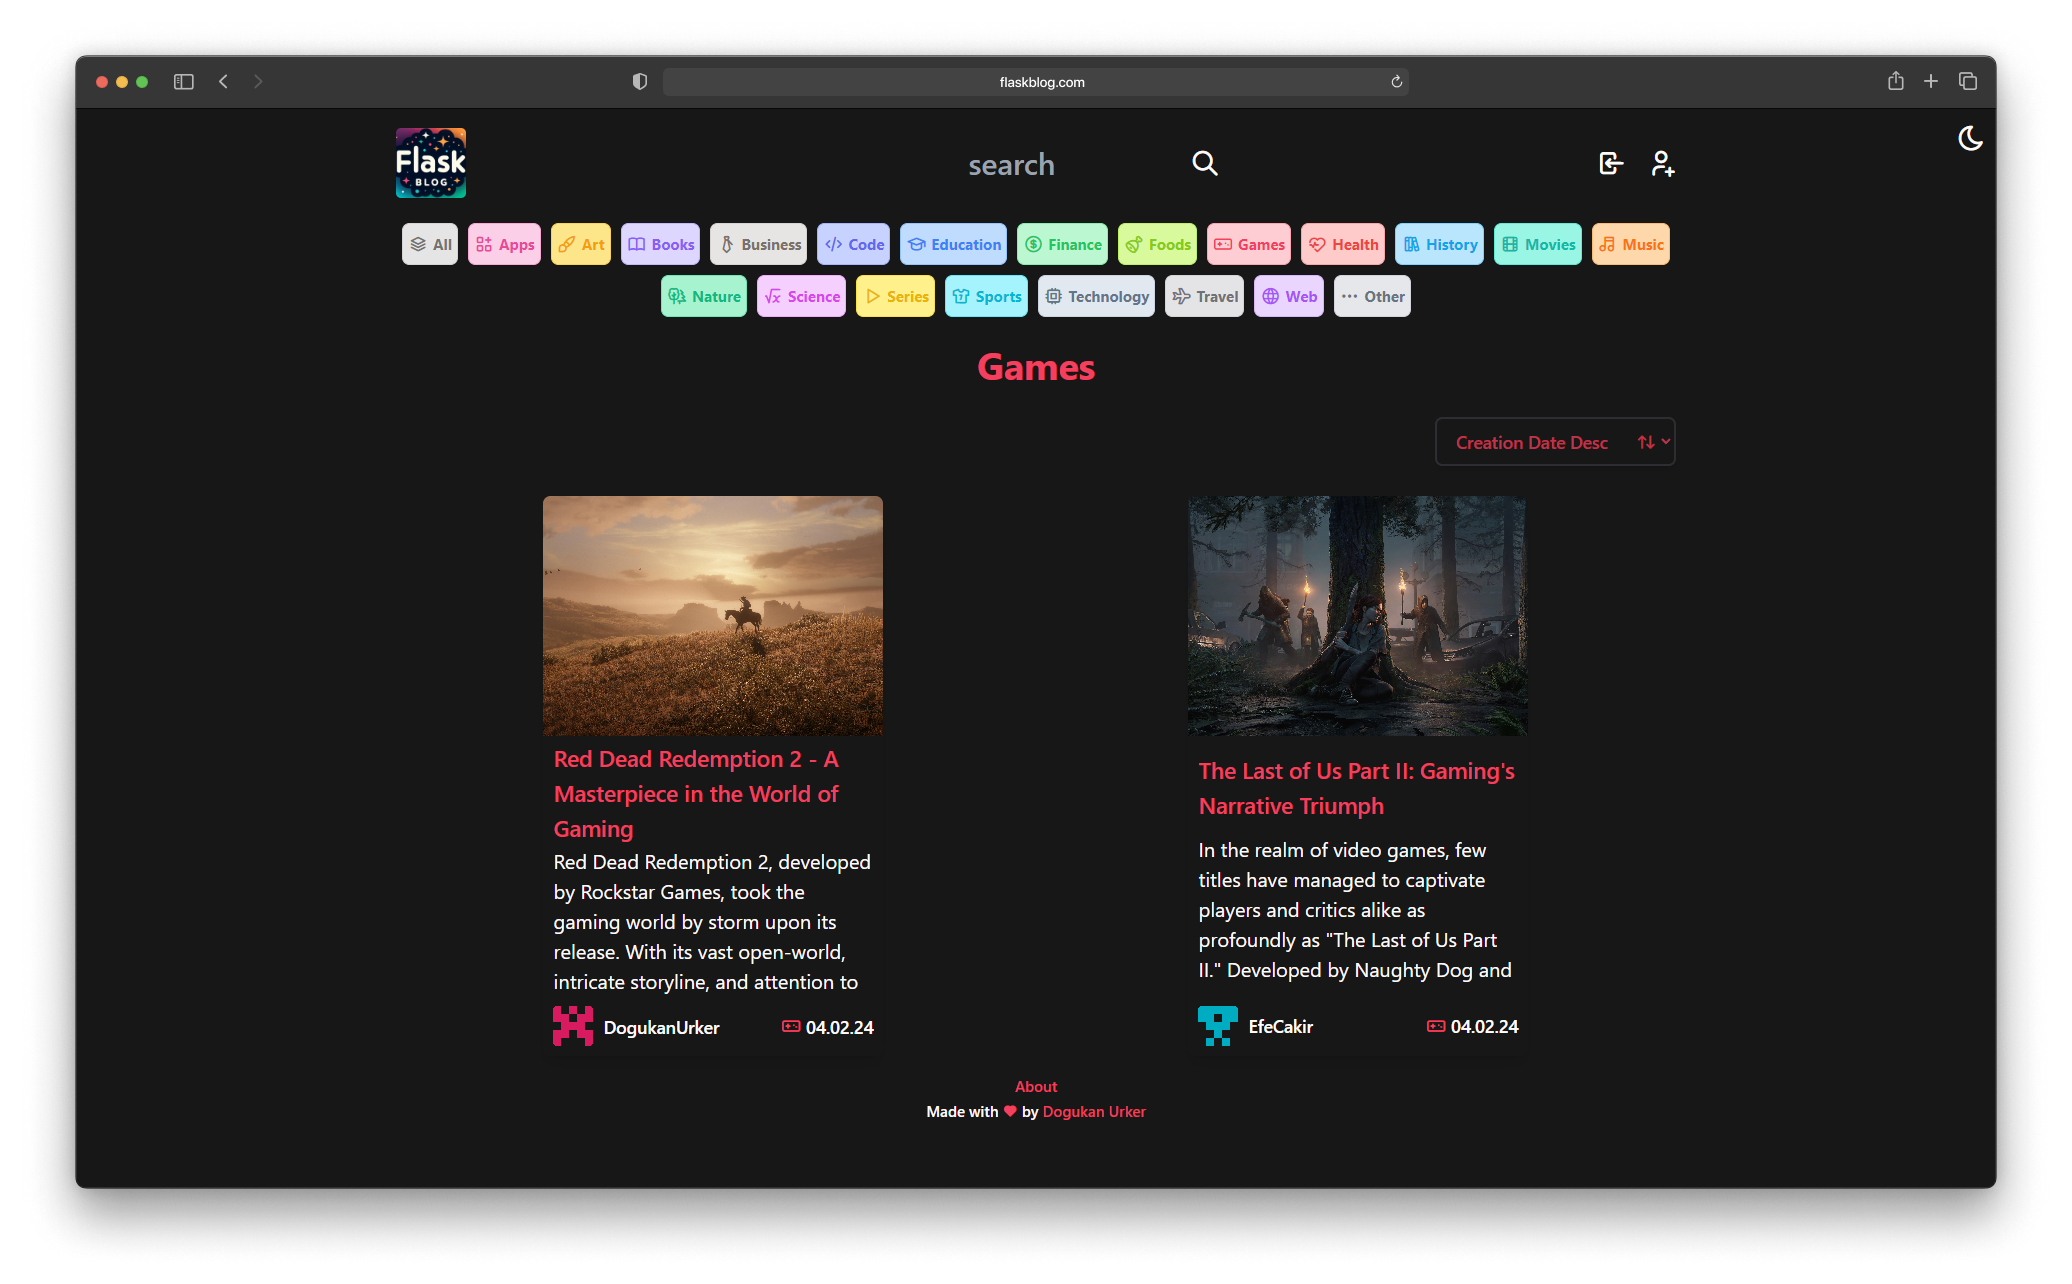 flaskblog.com
Flask
BLOG
search
All Apps Art Books Business Code Education Finance Foods Games Health History Movies Music
Nature Science Series Sports Technology Travel Web Other
Games
Creation Date Desc
Red Dead Redemption 2 - A
Masterpiece in the World of
Gaming
Red Dead Redemption 2, developed
by Rockstar Games, took the
gaming world by storm upon its
release. With its vast open-world,
intricate storyline, and attention to
DogukanUrker 04.02.24
The Last of Us Part II: Gaming's
Narrative Triumph
In the realm of video games, few
titles have managed to captivate
players and critics alike as
profoundly as "The Last of Us Part
II." Developed by Naughty Dog and
EfeCakir 04.02.24
About
Made with ❤ by Dogukan Urker